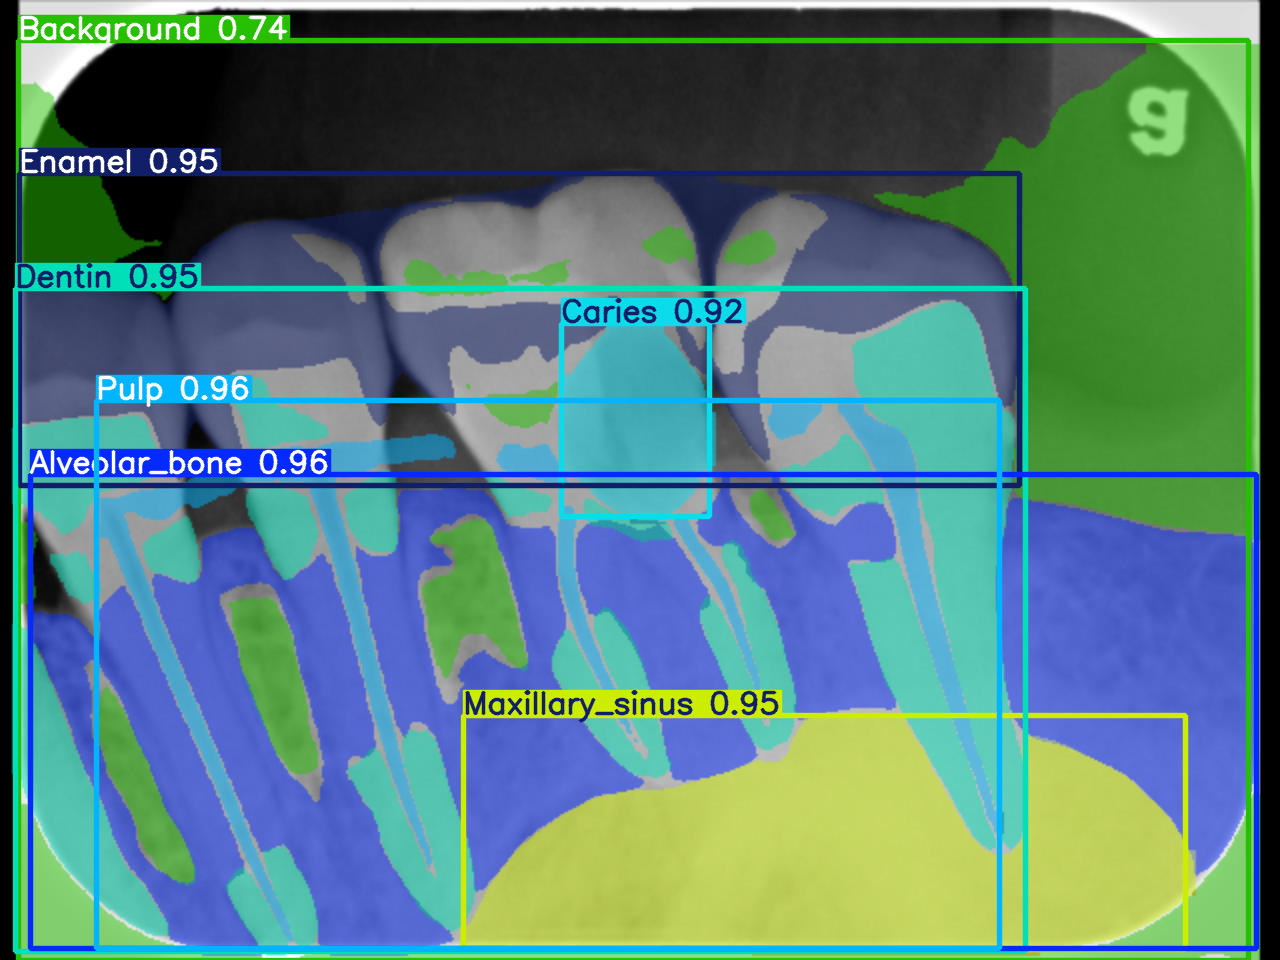 Background 0.74
g
Enamel 0.95
Dentin 0.95
Caries 0.92
Pulp 0.96
Alveolar_bone 0.96
Maxillary_sinus 0.95